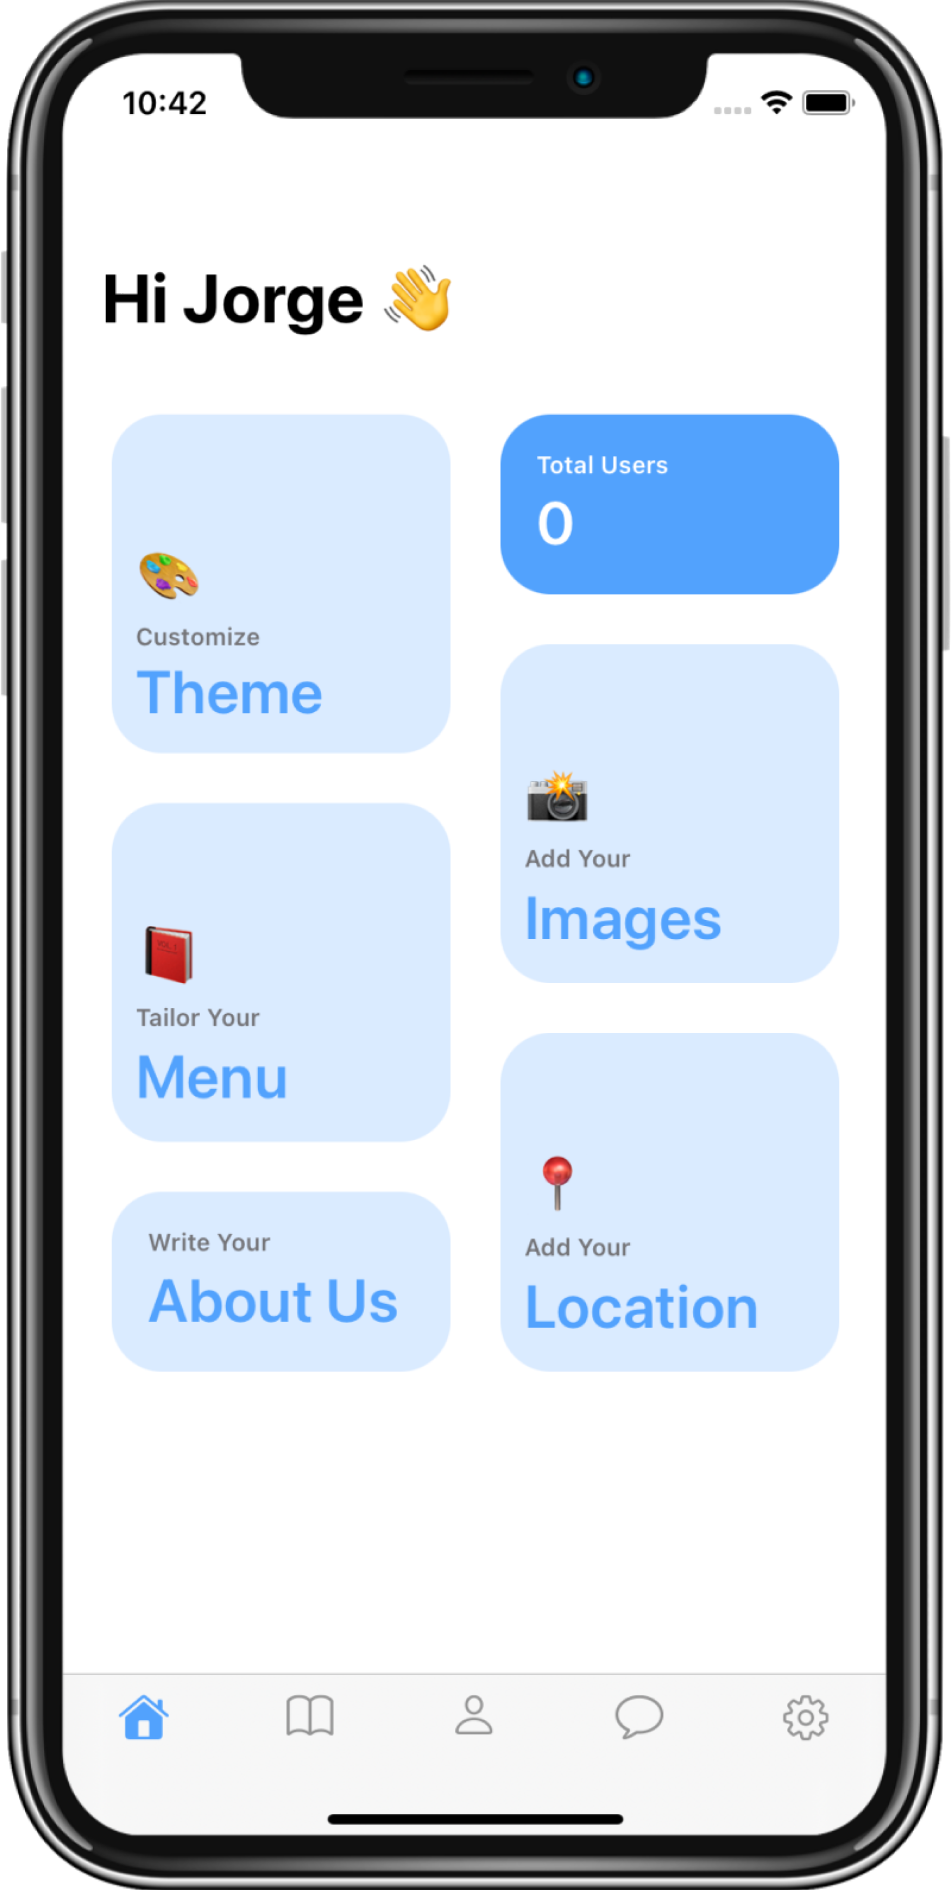 10:42
Hi Jorge 👋
Customize
Theme
Total Users
0
Add Your
Images
Tailor Your
Menu
Add Your
Location
Write Your
About Us